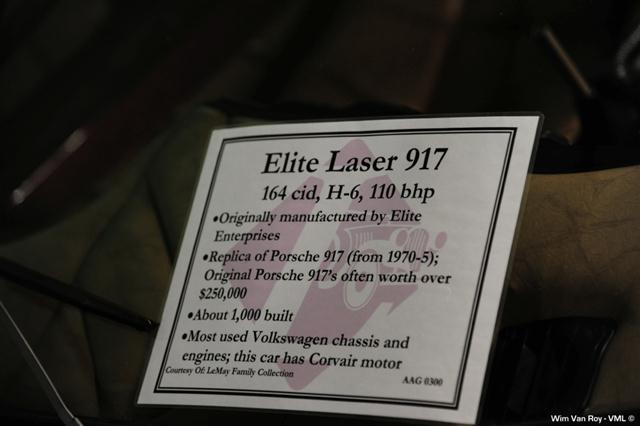 Elite Laser 917
164 cid, H-6, 110 bhp
•Originally manufactured by Elite
Enterprises
•Replica of Porsche 917 (from 1970-5);
Original Porsche 917's often worth over
$250,000
•About 1,000 built
•Most used Volkswagen chassis and
engines; this car has Corvair motor
Courtesy Of: LeMay Family Collection
AAG 0300
Wim Van Roy - VML ©